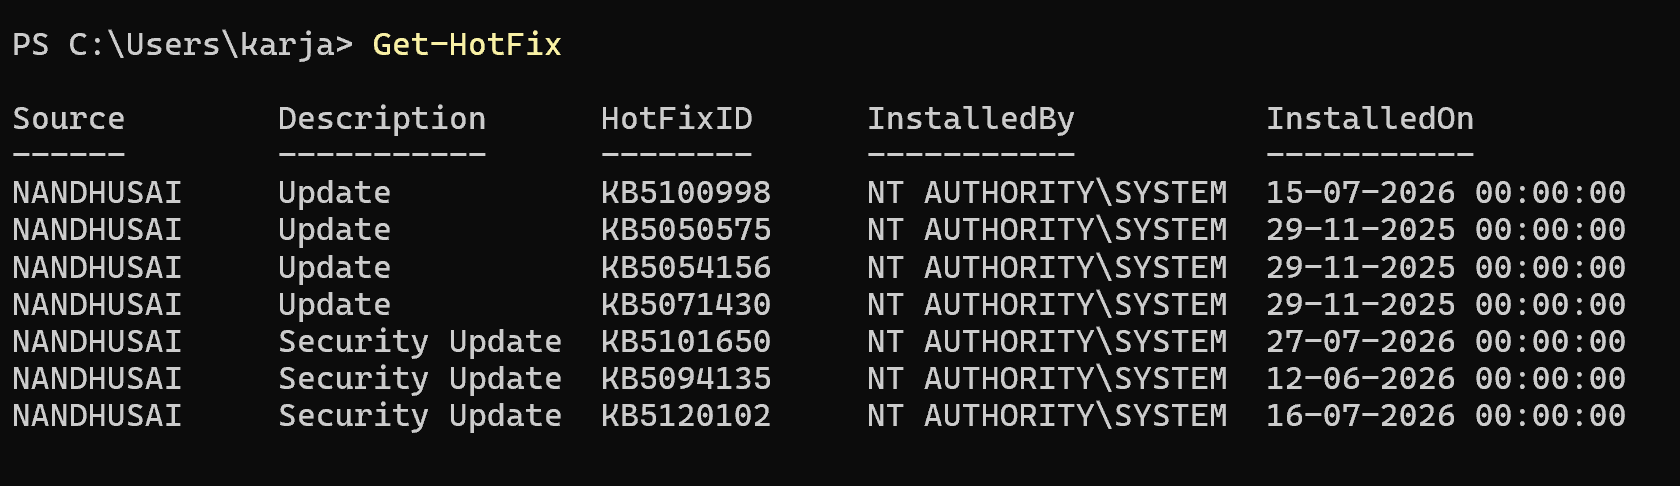 PS C:\Users\karja> Get-HotFix
Source Description HotFixID InstalledBy InstalledOn
------ ----------- -------- ----------- -----------
NANDHUSAI Update KB5100998 NT AUTHORITY\SYSTEM 15-07-2026 00:00:00
NANDHUSAI Update KB5050575 NT AUTHORITY\SYSTEM 29-11-2025 00:00:00
NANDHUSAI Update KB5054156 NT AUTHORITY\SYSTEM 29-11-2025 00:00:00
NANDHUSAI Update KB5071430 NT AUTHORITY\SYSTEM 29-11-2025 00:00:00
NANDHUSAI Security Update KB5101650 NT AUTHORITY\SYSTEM 27-07-2026 00:00:00
NANDHUSAI Security Update KB5094135 NT AUTHORITY\SYSTEM 12-06-2026 00:00:00
NANDHUSAI Security Update KB5120102 NT AUTHORITY\SYSTEM 16-07-2026 00:00:00